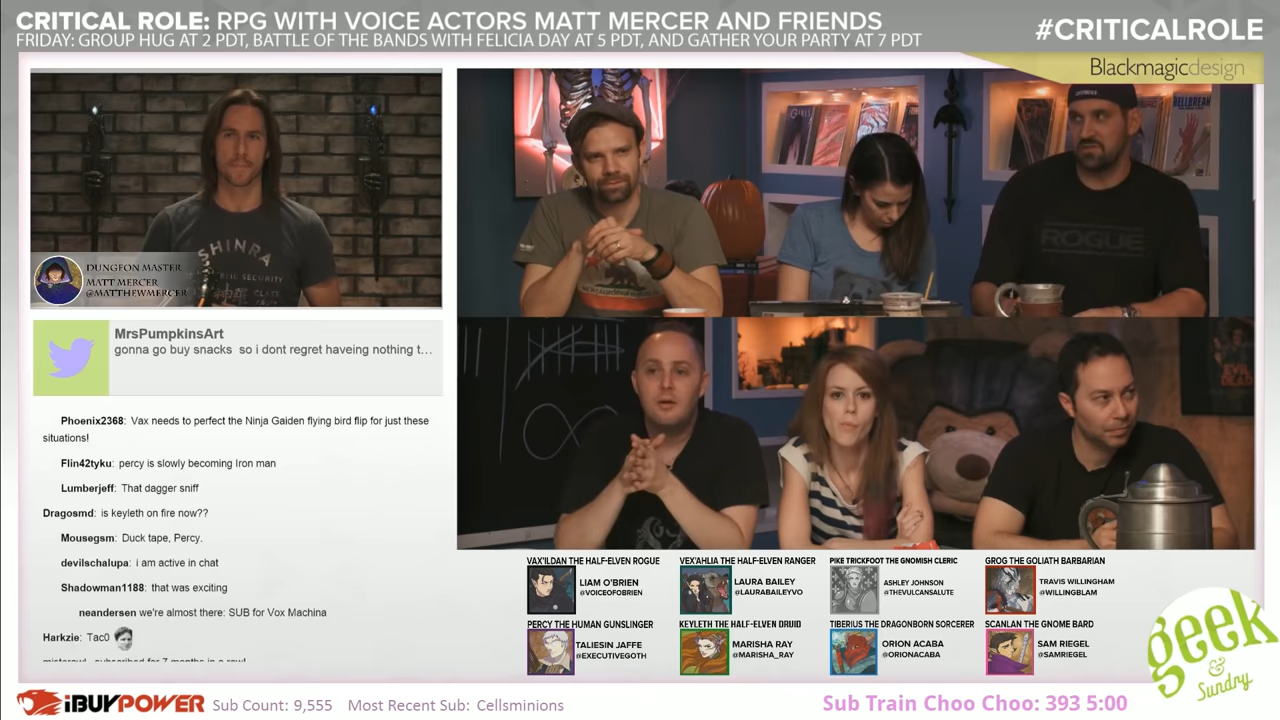 CRITICAL ROLE: RPG WITH VOICE ACTORS MATT MERCER AND FRIENDS
FRIDAY: GROUP HUG AT 2 PDT, BATTLE OF THE BANDS WITH FELICIA DAY AT 5 PDT, AND GATHER YOUR PARTY AT 7 PDT
#CRITICALROLE
Blackmagicdesign
GIRLS
HELLBREAK
SHINRA
ROGUE
EVIL
DEAD
DUNGEON MASTER
MATT MERCER
@MATTHEWMERCER
MrsPumpkinsArt
gonna go buy snacks so i dont regret haveing nothing t...
Phoenix2368: Vax needs to perfect the Ninja Gaiden flying bird flip for just these
situations!
Flin42tyku: percy is slowly becoming Iron man
Lumberjeff: That dagger sniff
Dragosmd: is keyleth on fire now??
Mousegsm: Duck tape, Percy.
devilschalupa: i am active in chat
Shadowman1188: that was exciting
neandersen we're almost there: SUB for Vox Machina
Harkzie: Tac0
VAX'ILDAN THE HALF-ELVEN ROGUE
LIAM O'BRIEN
@VOICEOFOBRIEN
VEX'AHLIA THE HALF-ELVEN RANGER
LAURA BAILEY
@LAURABAILEYVO
PIKE TRICKFOOT THE GNOMISH CLERIC
ASHLEY JOHNSON
@THEVULCANSALUTE
GROG THE GOLIATH BARBARIAN
TRAVIS WILLINGHAM
@WILLINGBLAM
PERCY THE HUMAN GUNSLINGER
TALIESIN JAFFE
@EXECUTIVEGOTH
KEYLETH THE HALF-ELVEN DRUID
MARISHA RAY
@MARISHA_RAY
TIBERIUS THE DRAGONBORN SORCERER
ORION ACABA
@ORIONACABA
SCANLAN THE GNOME BARD
SAM RIEGEL
@SAMRIEGEL
geek
&
Sundry
iBUYPOWER
Sub Count: 9,555 Most Recent Sub: Cellsminions
Sub Train Choo Choo: 393 5:00